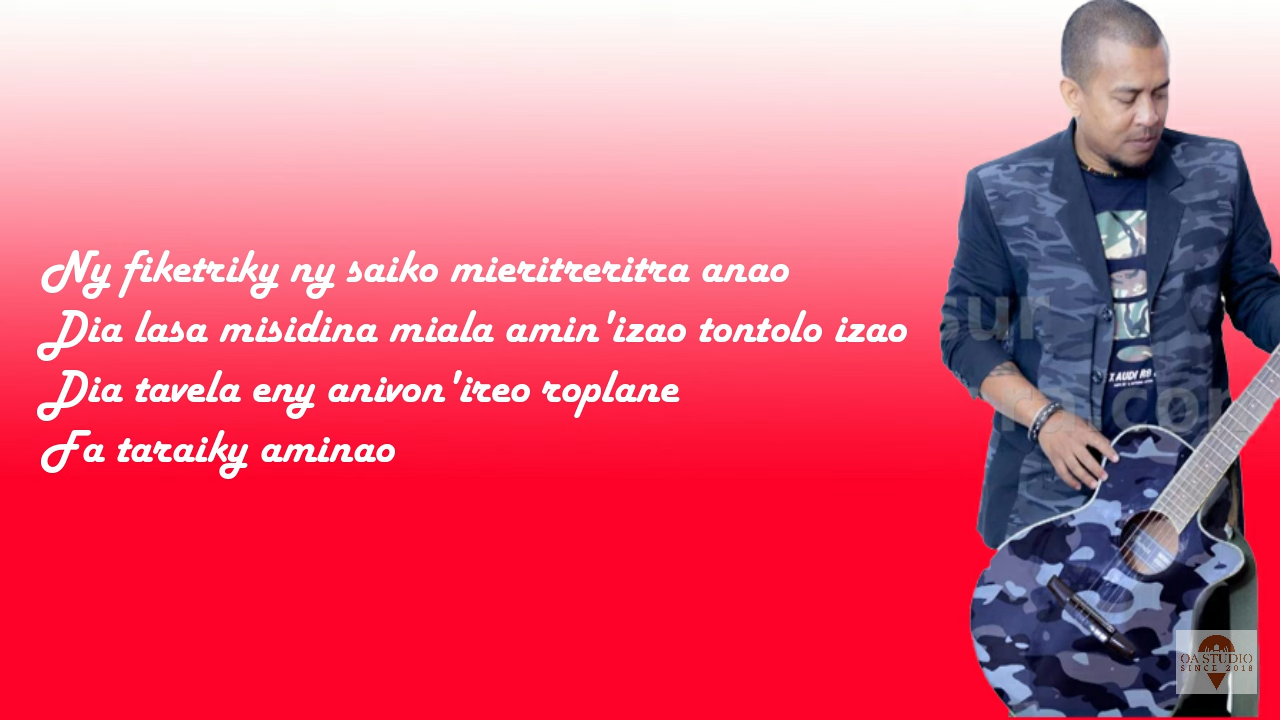 Ny fiketriky ny saiko mieritreritra anao
Dia lasa misidina miala amin'izao tontolo izao
Dia tavela eny anivon'ireo roplane
Fa taraiky aminao
sur
OA STUDIO
SINCE 2018